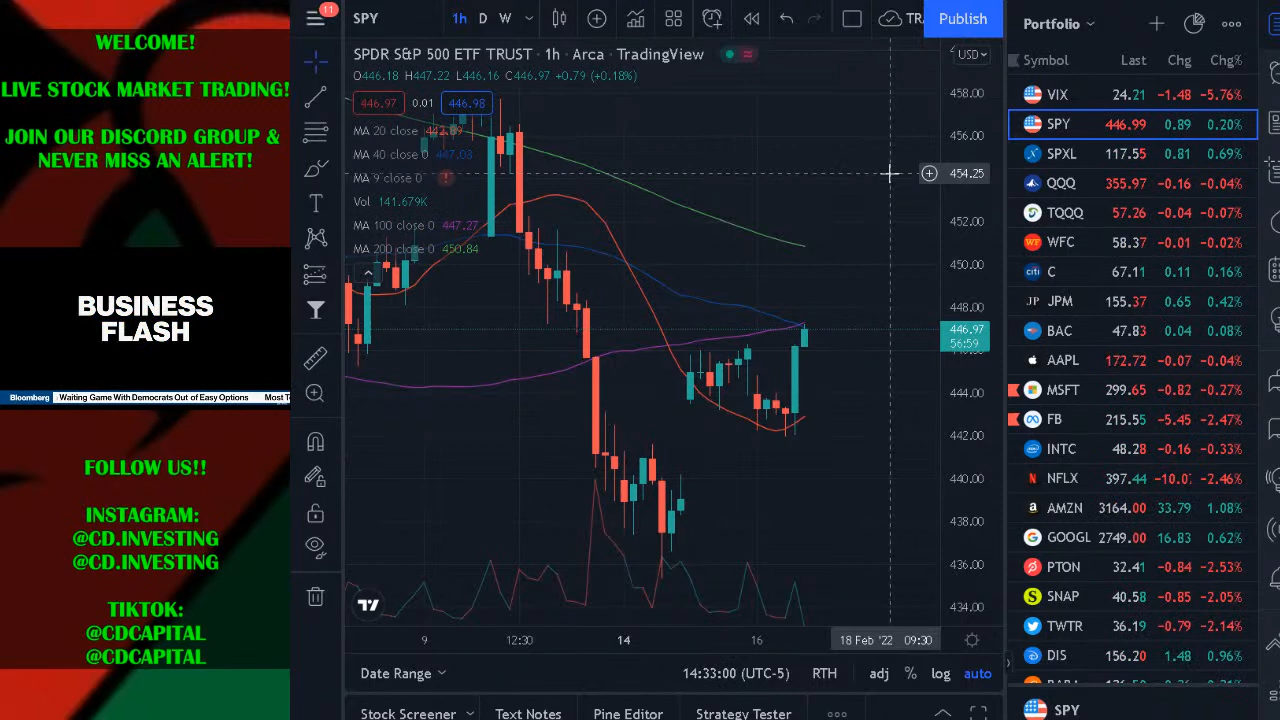 WELCOME!
LIVE STOCK MARKET TRADING!
JOIN OUR DISCORD GROUP &
NEVER MISS AN ALERT!
BUSINESS
FLASH
Bloomberg Waiting Game With Democrats Out of Easy Options Most
FOLLOW US!!
INSTAGRAM:
@CD.INVESTING
@CD.INVESTING
TIKTOK:
@CDCAPITAL
@CDCAPITAL
11
SPY 1h D W Publish
SPDR S&P 500 ETF TRUST · 1h · Arca · TradingView
USD
O446.18 H447.22 L446.16 C446.97 +0.79 (+0.18%)
446.97 0.01 446.98
MA 20 close 442.89
MA 40 close 0 447.03
MA 9 close 0 !
Vol 141.679K
MA 100 close 0 447.27
MA 200 close 0 450.84
458.00
456.00
454.25
452.00
450.00
448.00
446.97
56:59
444.00
442.00
440.00
438.00
436.00
434.00
9 12:30 14 16 18 Feb '22 09:30
Date Range 14:33:00 (UTC-5) RTH adj % log auto
Stock Screener Text Notes Pine Editor Strategy Tester
Portfolio
Symbol Last Chg Chg%
VIX 24.21 −1.48 −5.76%
SPY 446.99 0.89 0.20%
SPXL 117.55 0.81 0.69%
QQQ 355.97 −0.16 −0.04%
TQQQ 57.26 −0.04 −0.07%
WFC 58.37 −0.01 −0.02%
citi C 67.11 0.11 0.16%
JP JPM 155.37 0.65 0.42%
BAC 47.83 0.04 0.08%
AAPL 172.72 −0.07 −0.04%
MSFT 299.65 −0.82 −0.27%
FB 215.55 −5.45 −2.47%
INTC 48.28 −0.16 −0.33%
NFLX 397.44 −10.0 −2.46%
AMZN 3164.00 33.79 1.08%
GOOGL 2749.00 16.83 0.62%
PTON 32.41 −0.84 −2.53%
SNAP 40.58 −0.85 −2.05%
TWTR 36.19 −0.79 −2.14%
DIS 156.20 1.48 0.96%
SPY